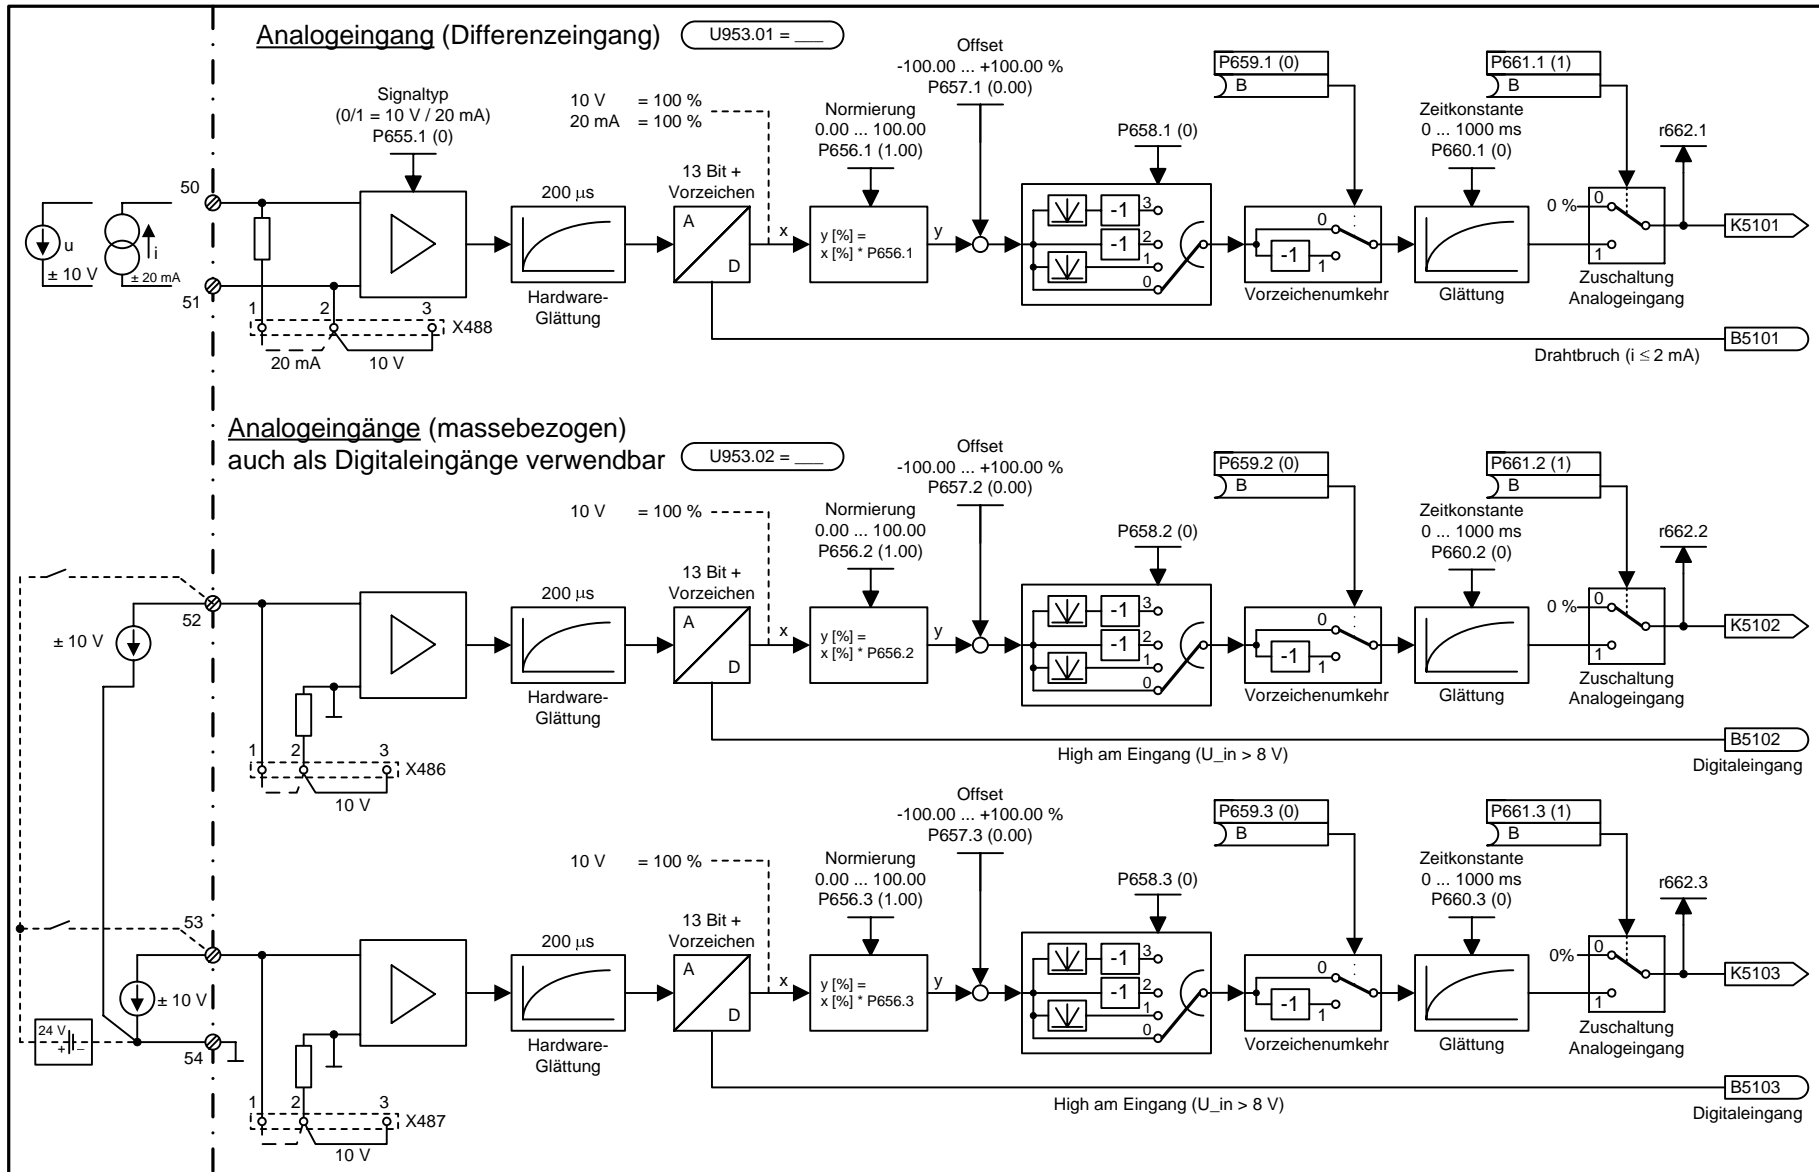 Analogeingang (Differenzeingang)
U953.01 = ___
Signaltyp
(0/1 = 10 V / 20 mA)
P655.1 (0)
10 V = 100 %
20 mA = 100 %
Normierung
0.00 ... 100.00
P656.1 (1.00)
Offset
-100.00 ... +100.00 %
P657.1 (0.00)
P658.1 (0)
P659.1 (0)
B
Zeitkonstante
0 ... 1000 ms
P660.1 (0)
P661.1 (1)
B
r662.1
50
51
u
± 10 V
i
± 20 mA
1
2
3
X488
20 mA
10 V
200 µs
Hardware-
Glättung
13 Bit +
Vorzeichen
A
D
x
y [%] =
x [%] * P656.1
y
-1
3
-1
2
1
0
0
-1
1
Vorzeichenumkehr
Glättung
0 %
0
1
Zuschaltung
Analogeingang
K5101
B5101
Drahtbruch (i ≤ 2 mA)
Analogeingänge (massebezogen)
auch als Digitaleingänge verwendbar
U953.02 = ___
10 V = 100 %
Normierung
0.00 ... 100.00
P656.2 (1.00)
Offset
-100.00 ... +100.00 %
P657.2 (0.00)
P658.2 (0)
P659.2 (0)
B
Zeitkonstante
0 ... 1000 ms
P660.2 (0)
P661.2 (1)
B
r662.2
52
± 10 V
1
2
3
X486
10 V
200 µs
Hardware-
Glättung
13 Bit +
Vorzeichen
A
D
x
y [%] =
x [%] * P656.2
y
-1
3
-1
2
1
0
0
-1
1
Vorzeichenumkehr
Glättung
0 %
0
1
Zuschaltung
Analogeingang
K5102
High am Eingang (U_in > 8 V)
B5102
Digitaleingang
10 V = 100 %
Normierung
0.00 ... 100.00
P656.3 (1.00)
Offset
-100.00 ... +100.00 %
P657.3 (0.00)
P658.3 (0)
P659.3 (0)
B
Zeitkonstante
0 ... 1000 ms
P660.3 (0)
P661.3 (1)
B
r662.3
53
± 10 V
24 V
+
-
54
1
2
3
X487
10 V
200 µs
Hardware-
Glättung
13 Bit +
Vorzeichen
A
D
x
y [%] =
x [%] * P656.3
y
-1
3
-1
2
1
0
0
-1
1
Vorzeichenumkehr
Glättung
0%
0
1
Zuschaltung
Analogeingang
K5103
High am Eingang (U_in > 8 V)
B5103
Digitaleingang